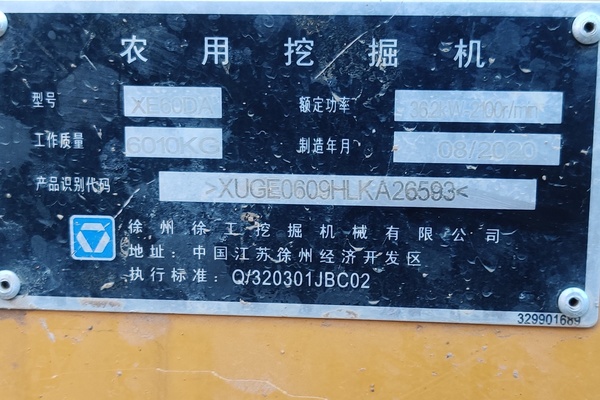 农用挖掘机
型号 XE60DA 额定功率
工作质量 6010KG 制造年月 08/2020
产品识别代码 >XUGE0609HLKA26593<
徐州徐工挖掘机械有限公司
地址：中国江苏徐州经济开发区
执行标准：Q/320301JBC02
329901689